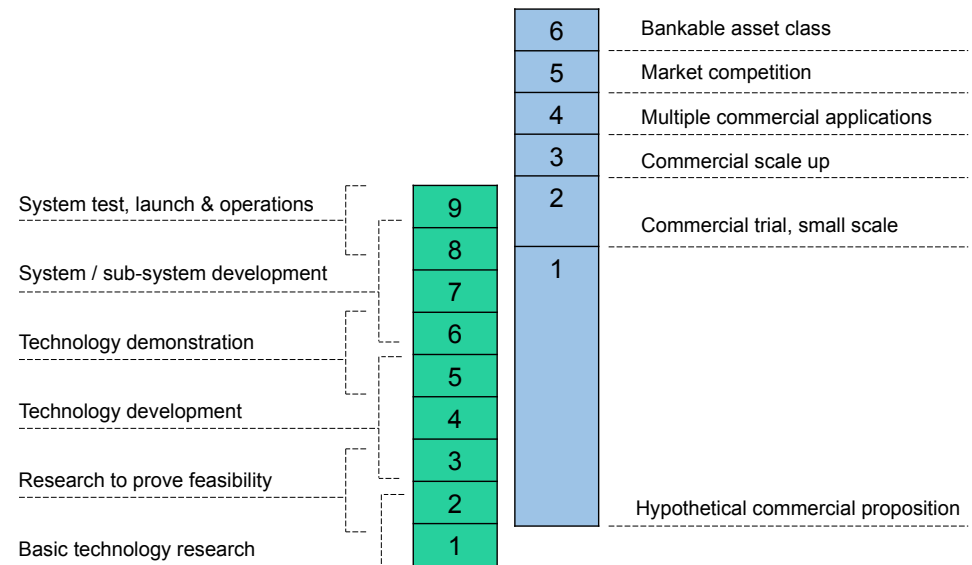 6 Bankable asset class
5 Market competition
4 Multiple commercial applications
3 Commercial scale up
System test, launch & operations 9 2
Commercial trial, small scale
8
System / sub-system development 1
7
Technology demonstration 6
5
Technology development 4
3
Research to prove feasibility 2
Hypothetical commercial proposition
Basic technology research 1